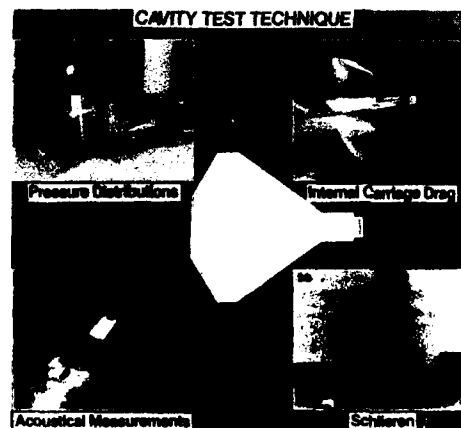 CAVITY TEST TECHNIQUE
Pressure Distributions
Internal Carriage Drag
Acoustical Measurements
Schlieren